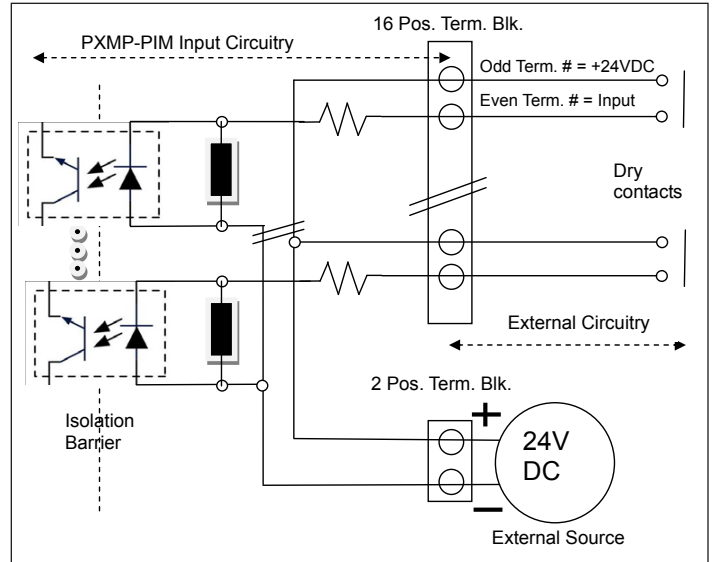 16 Pos. Term. Blk.
PXMP-PIM Input Circuitry
Odd Term. # = +24VDC
Even Term. # = Input
Dry
contacts
External Circuitry
2 Pos. Term. Blk.
Isolation
Barrier
+
24V
DC
−
External Source